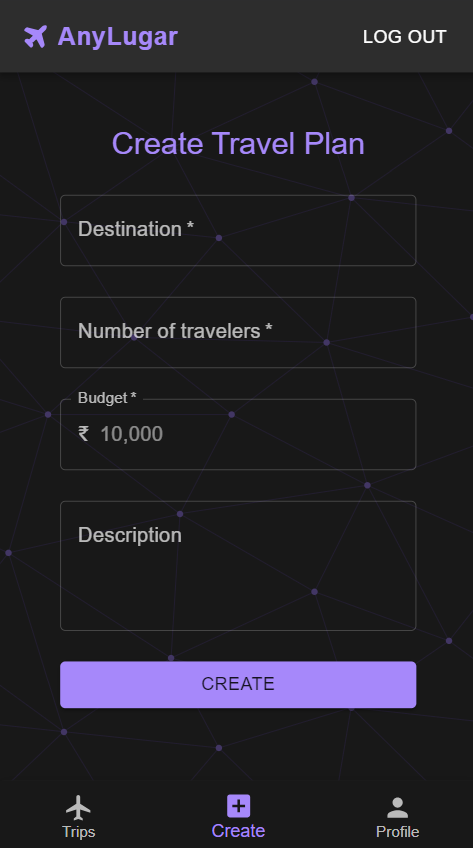 AnyLugar
LOG OUT
Create Travel Plan
Destination *
Number of travelers *
Budget *
₹ 10,000
Description
CREATE
Trips
Create
Profile